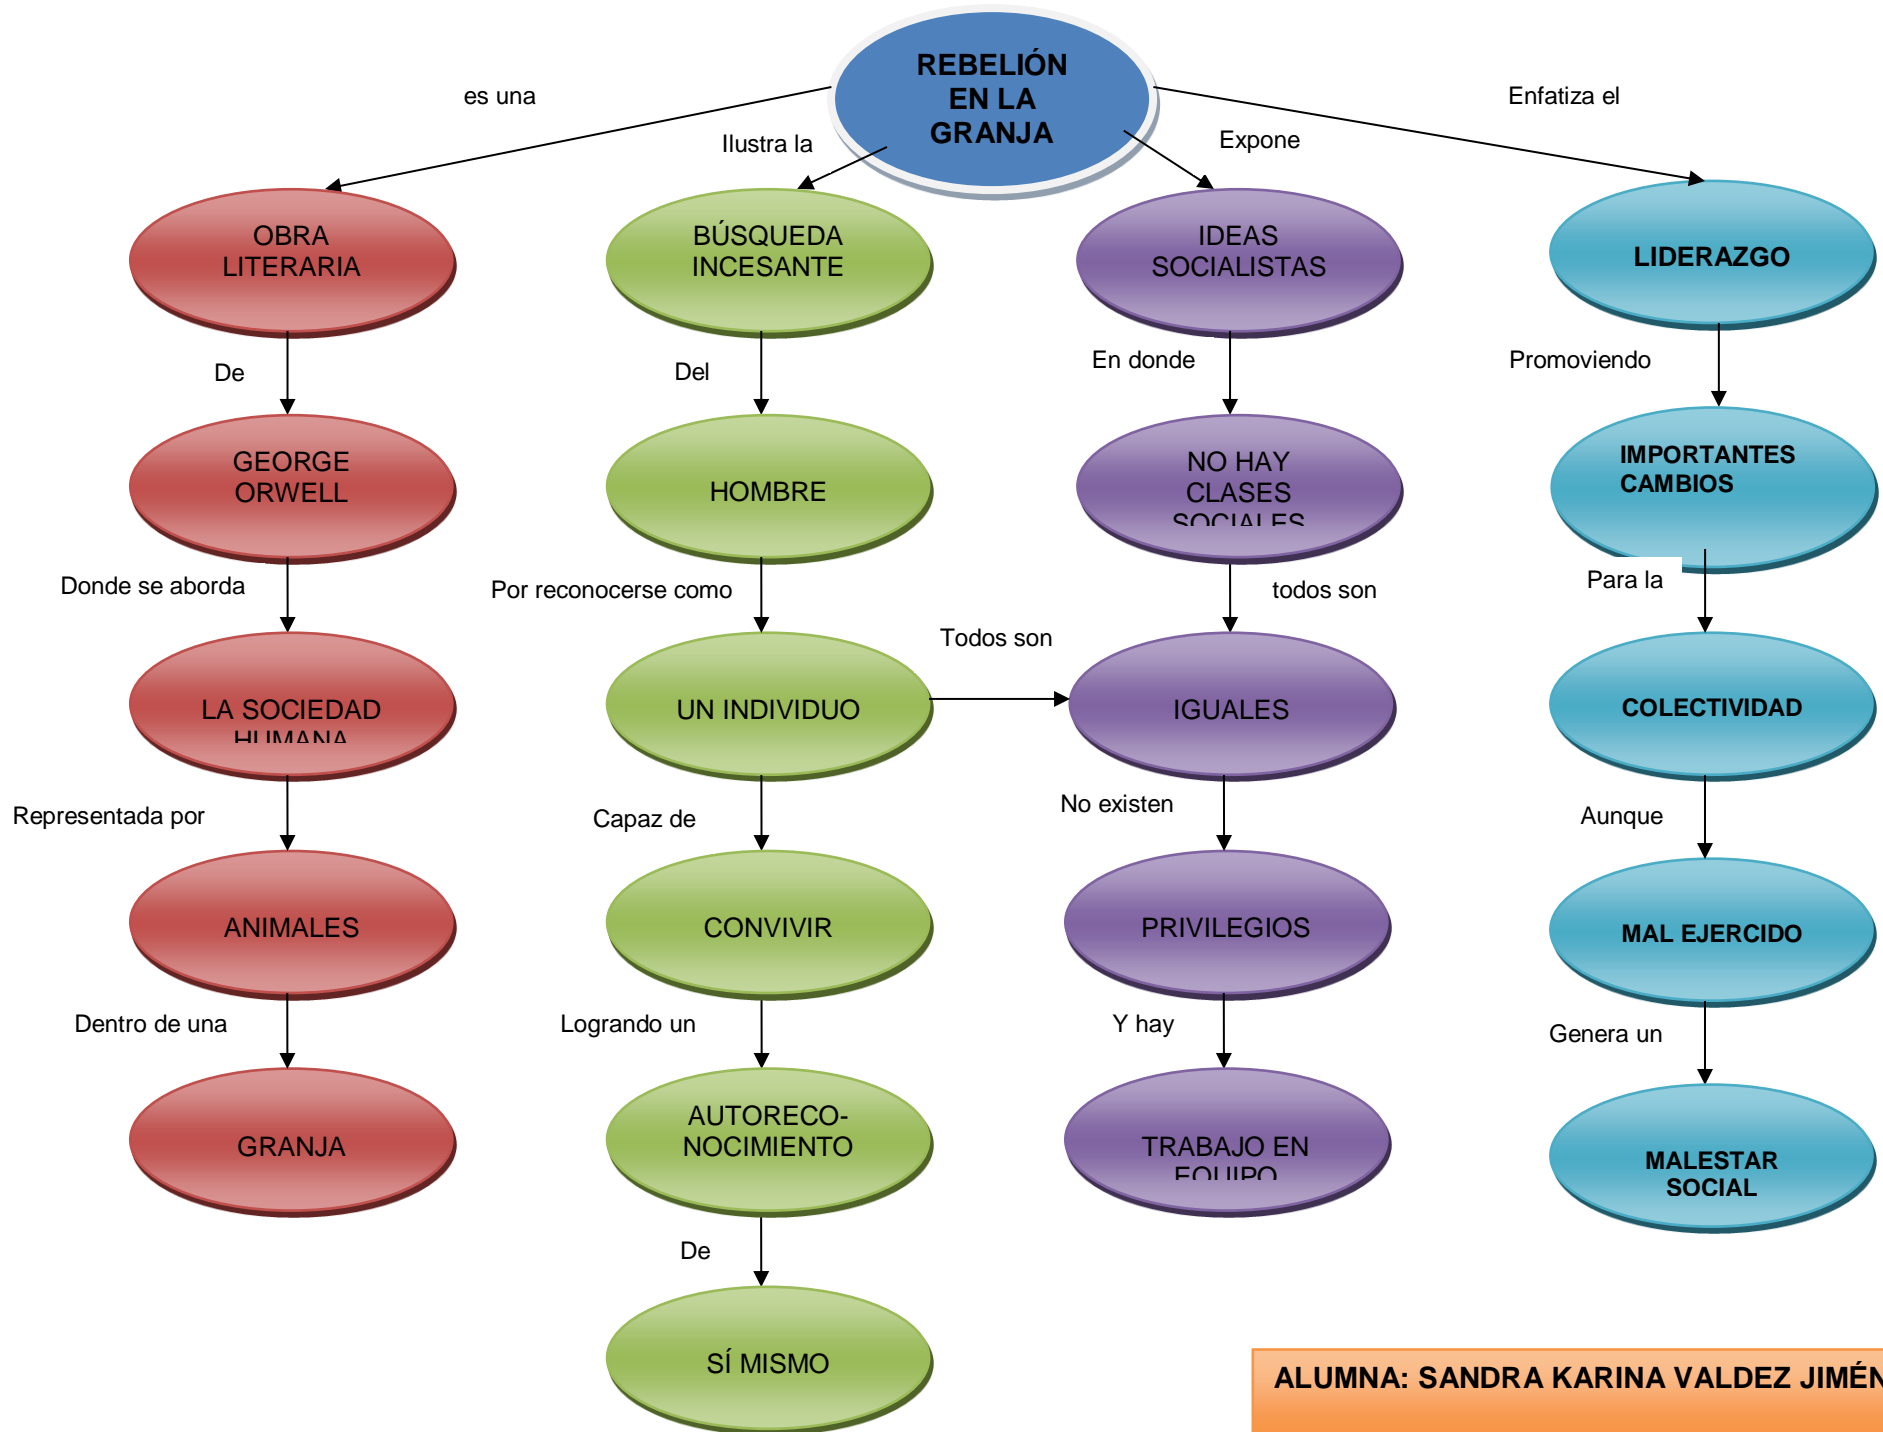 REBELIÓN
EN LA
GRANJA
es una
Ilustra la
Expone
Enfatiza el
OBRA
LITERARIA
BÚSQUEDA
INCESANTE
IDEAS
SOCIALISTAS
LIDERAZGO
De
Del
En donde
Promoviendo
GEORGE
ORWELL
HOMBRE
NO HAY
CLASES
SOCIALES
IMPORTANTES
CAMBIOS
Donde se aborda
Por reconocerse como
todos son
Para la
Todos son
LA SOCIEDAD
HUMANA
UN INDIVIDUO
IGUALES
COLECTIVIDAD
Representada por
Capaz de
No existen
Aunque
ANIMALES
CONVIVIR
PRIVILEGIOS
MAL EJERCIDO
Dentro de una
Logrando un
Y hay
Genera un
GRANJA
AUTORECO-
NOCIMIENTO
TRABAJO EN
EQUIPO
MALESTAR
SOCIAL
De
SÍ MISMO
ALUMNA: SANDRA KARINA VALDEZ JIMÉN